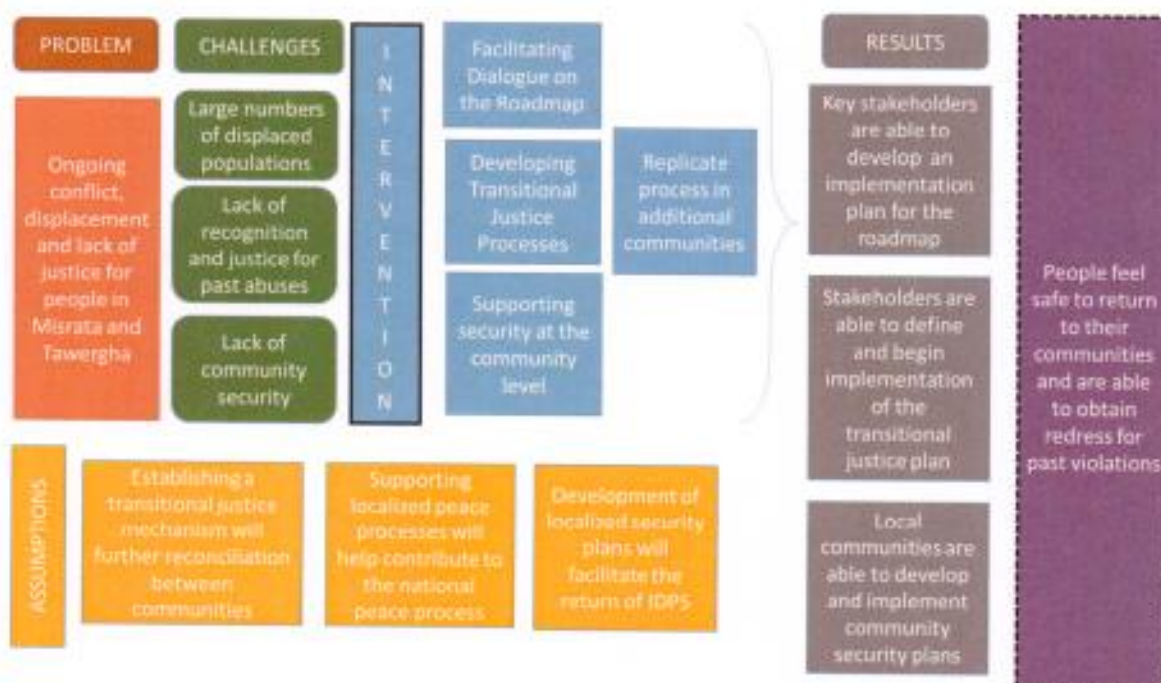 PROBLEM
Ongoing
conflict,
displacement
and lack of
justice for
people in
Misrata and
Tawergha
CHALLENGES
Large numbers
of displaced
populations
Lack of
recognition
and justice for
past abuses
Lack of
community
security
INTERVENTION
Facilitating
Dialogue on
the Roadmap
Developing
Transitional
Justice
Processes
Supporting
security at the
community
level
Replicate
process in
additional
communities
RESULTS
Key stakeholders
are able to
develop an
implementation
plan for the
roadmap
Stakeholders are
able to define
and begin
implementation
of the
transitional
justice plan
Local
communities are
able to develop
and implement
community
security plans
People feel
safe to return
to their
communities
and are able
to obtain
redress for
past violations
ASSUMPTIONS
Establishing a
transitional justice
mechanism will
further reconciliation
between
communities
Supporting
localized peace
processes will
help contribute to
the national
peace process
Development of
localized security
plans will
facilitate the
return of IDPS